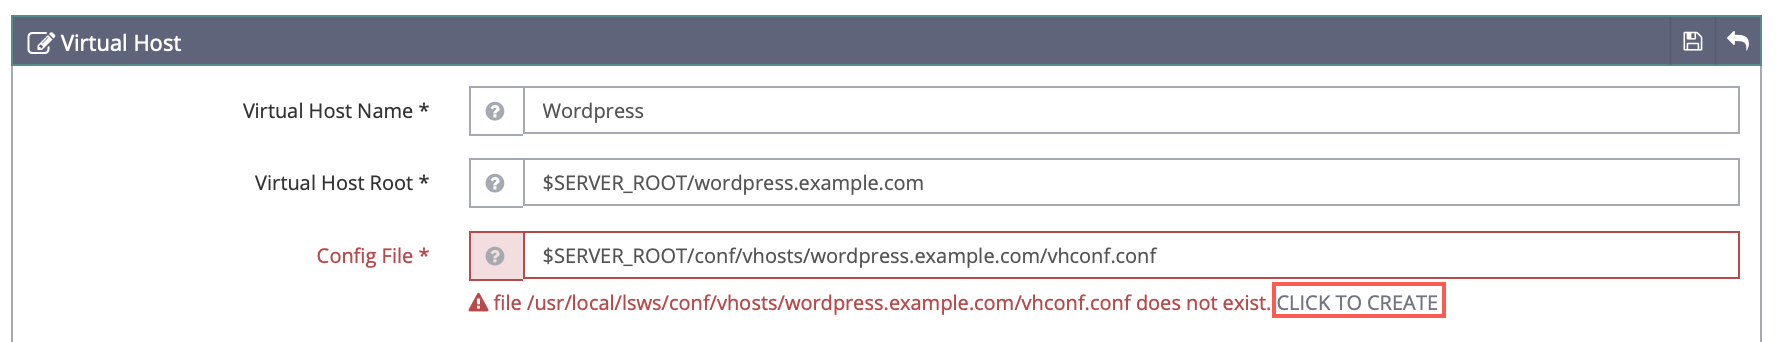 Virtual Host
Virtual Host Name * Wordpress
Virtual Host Root * $SERVER_ROOT/wordpress.example.com
Config File * $SERVER_ROOT/conf/vhosts/wordpress.example.com/vhconf.conf
file /usr/local/lsws/conf/vhosts/wordpress.example.com/vhconf.conf does not exist. CLICK TO CREATE